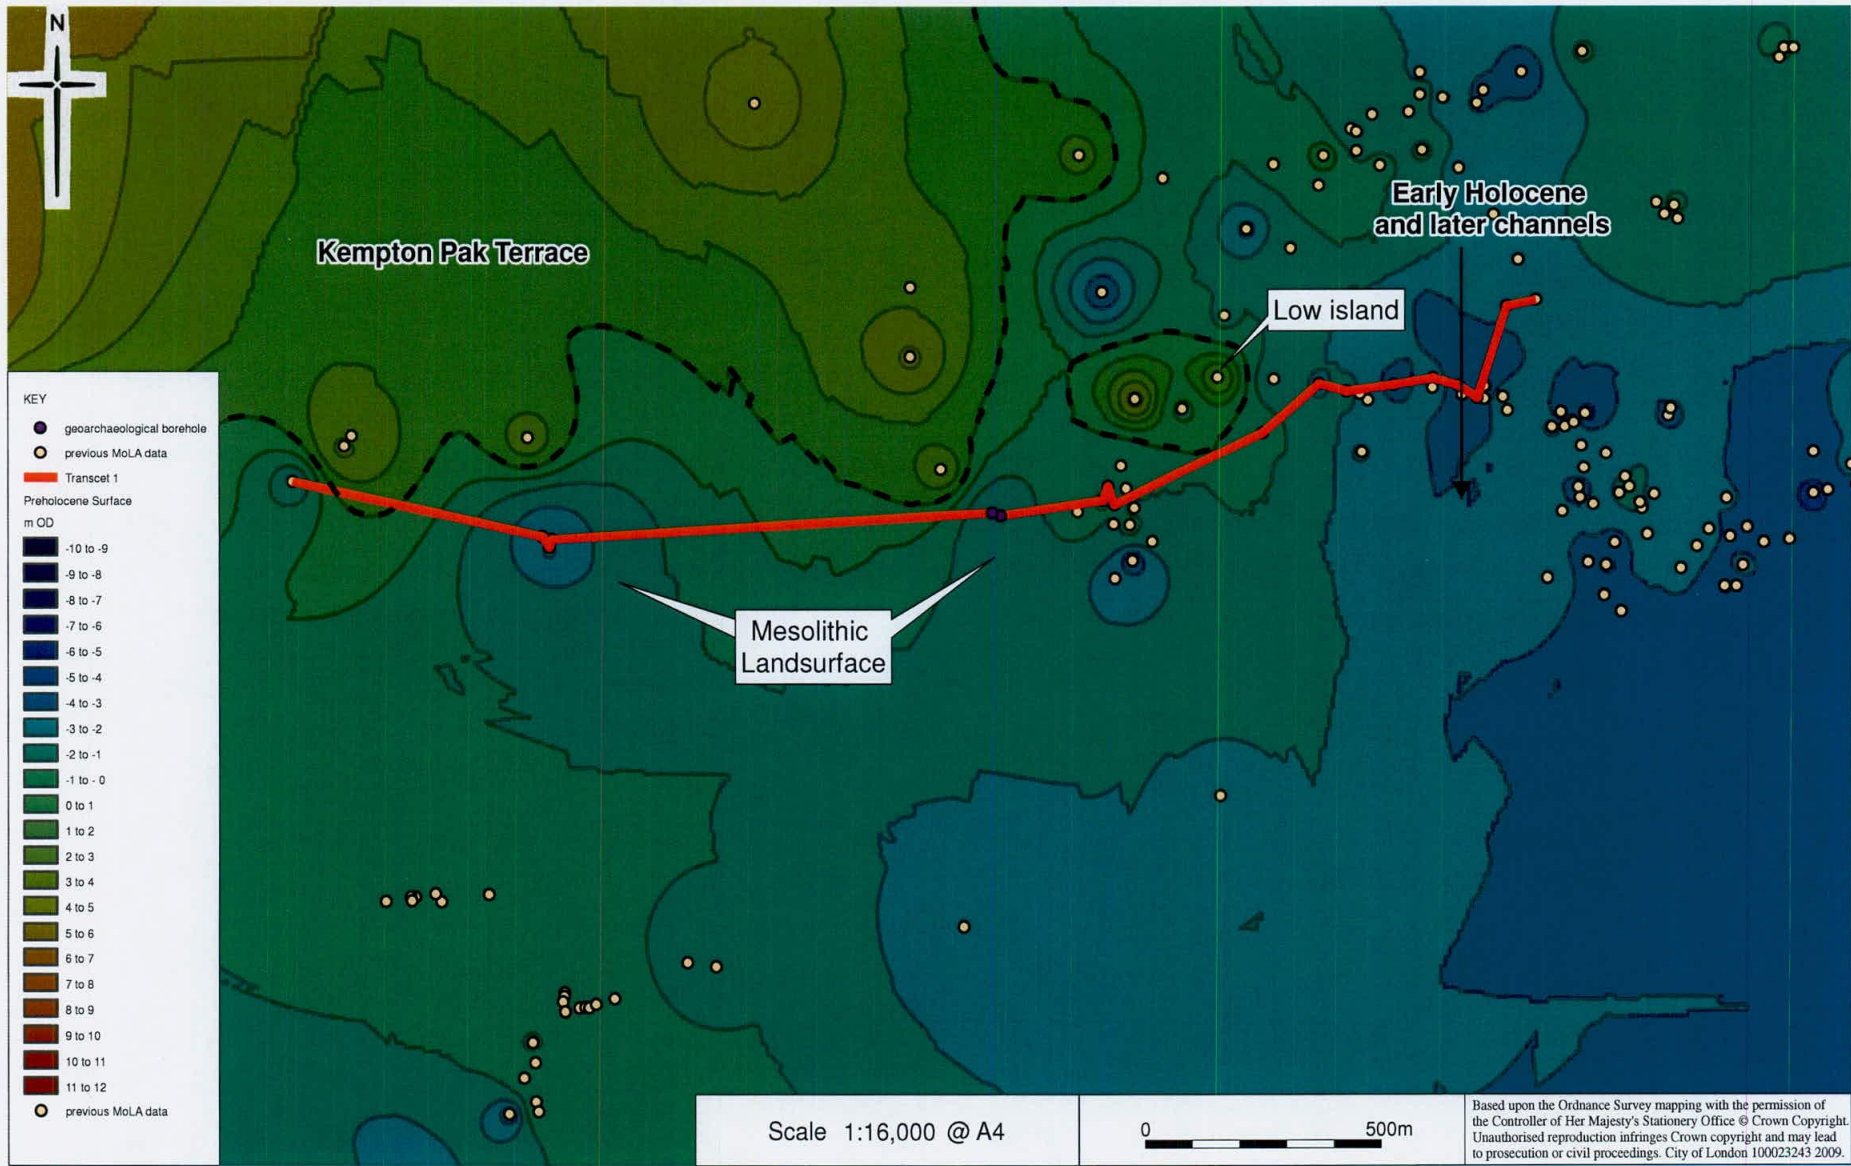 N
Kempton Pak Terrace
Early Holocene
and later channels
Low island
Mesolithic
Landsurface
KEY
geoarchaeological borehole
previous MoLA data
Transcet 1
Preholocene Surface
m OD
-10 to -9
-9 to -8
-8 to -7
-7 to -6
-6 to -5
-5 to -4
-4 to -3
-3 to -2
-2 to -1
-1 to - 0
0 to 1
1 to 2
2 to 3
3 to 4
4 to 5
5 to 6
6 to 7
7 to 8
8 to 9
9 to 10
10 to 11
11 to 12
previous MoLA data
Scale 1:16,000 @ A4
0 500m
Based upon the Ordnance Survey mapping with the permission of
the Controller of Her Majesty's Stationery Office © Crown Copyright.
Unauthorised reproduction infringes Crown copyright and may lead
to prosecution or civil proceedings. City of London 100023243 2009.